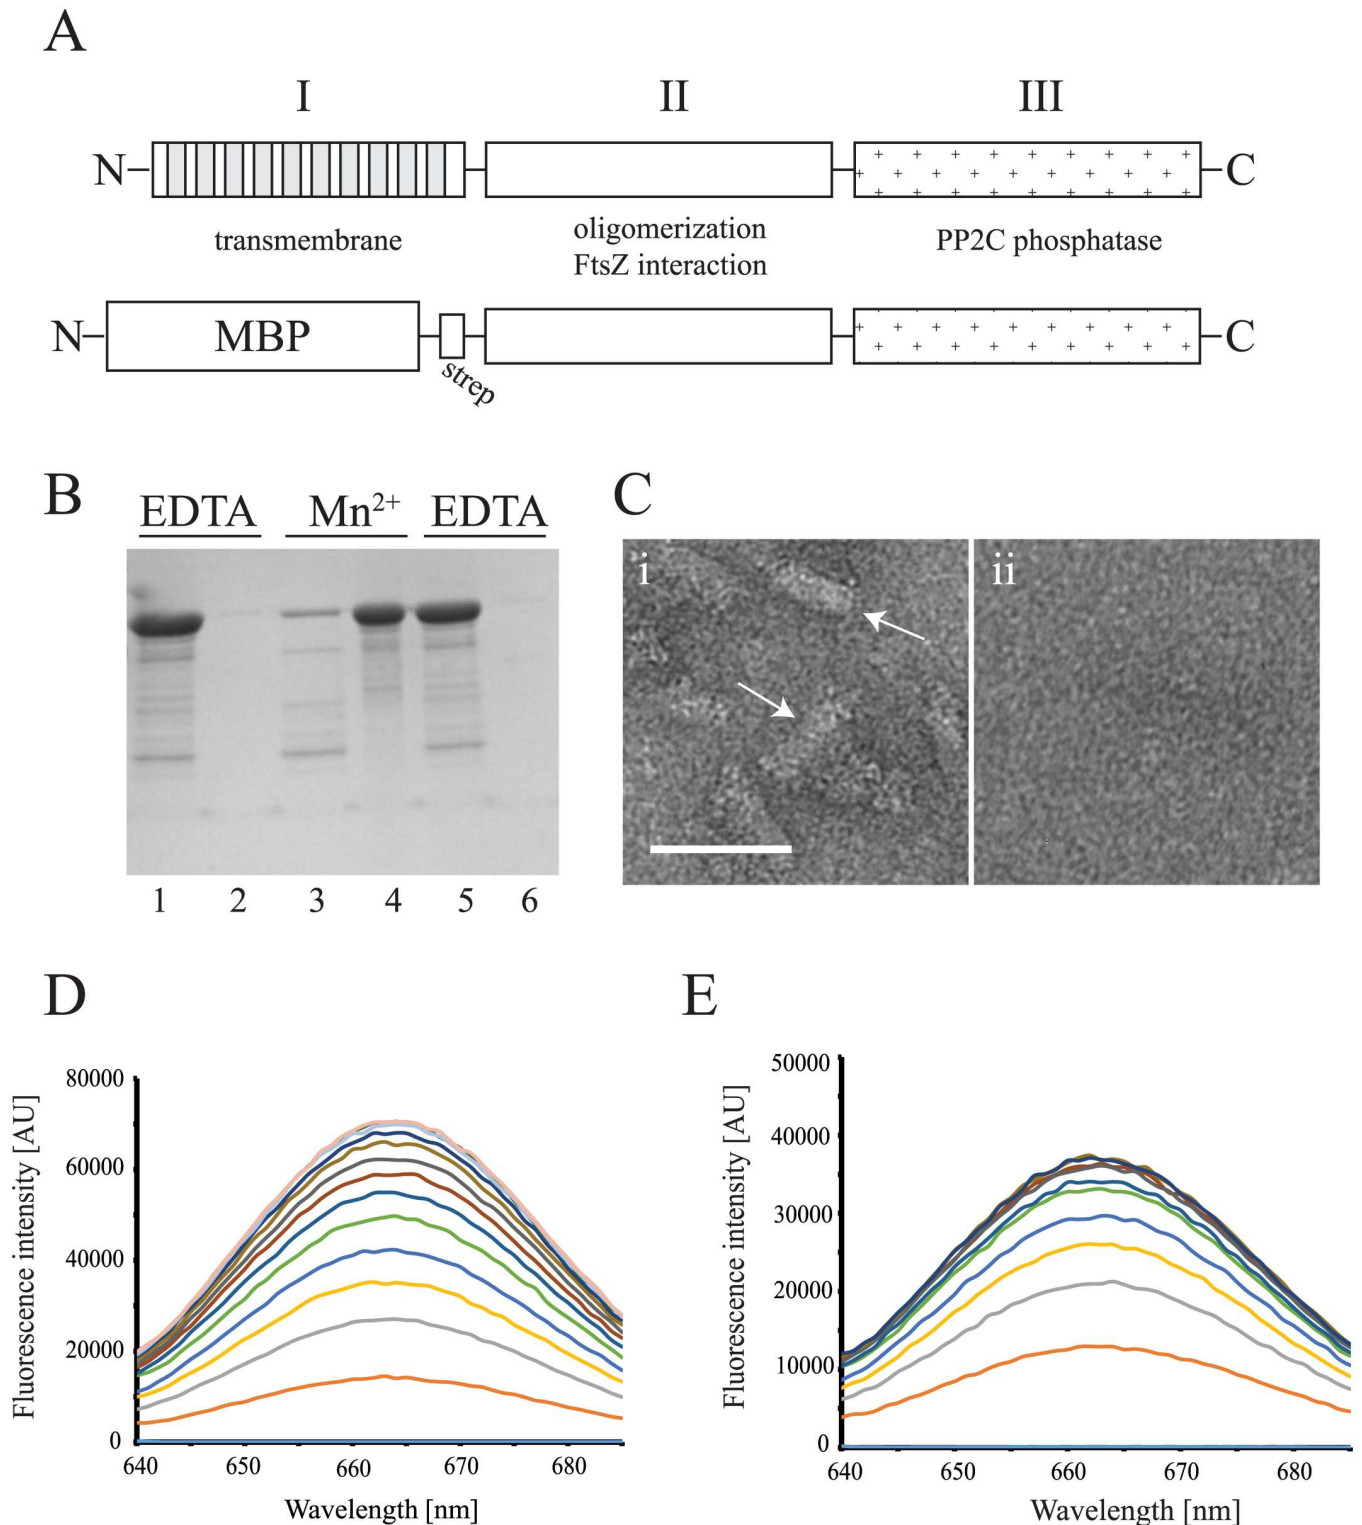 A
I II III
N C
transmembrane
oligomerization
FtsZ interaction
PP2C phosphatase
N MBP C
strep
B
EDTA Mn²⁺ EDTA
1 2 3 4 5 6
C
i ii
D
80000
60000
40000
20000
0
640 650 660 670 680
Fluorescence intensity [AU]
Wavelength [nm]
E
50000
40000
30000
20000
10000
0
640 650 660 670 680
Fluorescence intensity [AU]
Wavelength [nm]